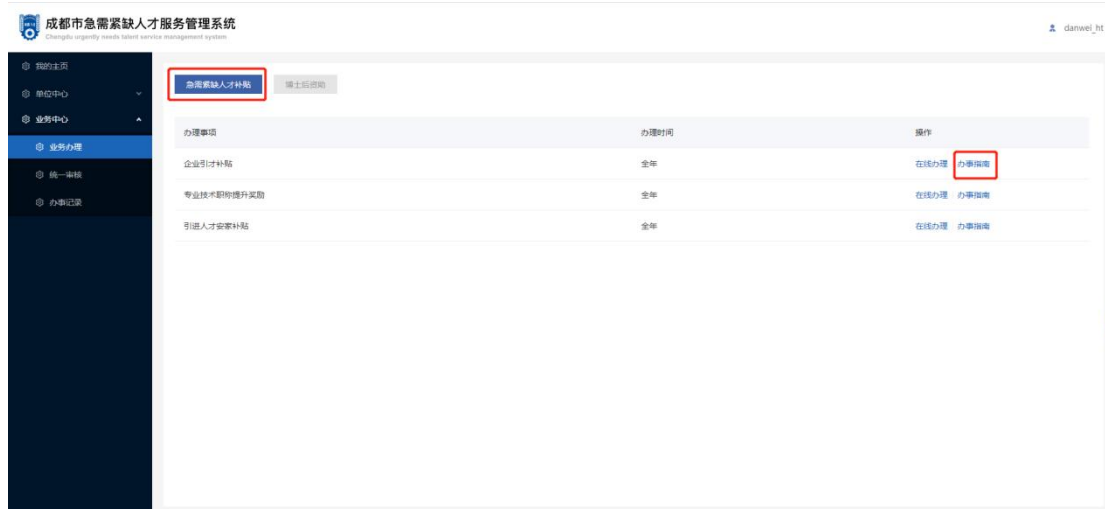 成都市急需紧缺人才服务管理系统
Chengdu urgently needs talent service management system
danwei_ht
我的主页
单位中心
业务中心
业务办理
统一审核
办事记录
急需紧缺人才补贴 博士后资助
办理事项 办理时间 操作
企业引才补贴 全年 在线办理 办事指南
专业技术职称提升奖励 全年 在线办理 办事指南
引进人才安家补贴 全年 在线办理 办事指南